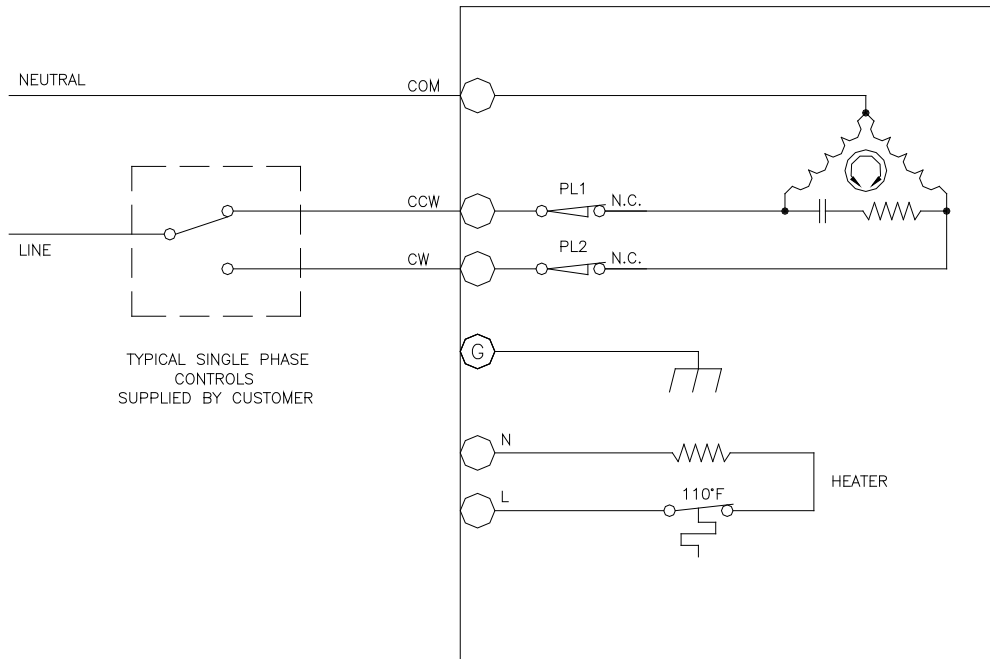 NEUTRAL
COM
PL1
CCW
N.C.
LINE
PL2
CW
N.C.
G
TYPICAL SINGLE PHASE
CONTROLS
SUPPLIED BY CUSTOMER
N
HEATER
L
110°F